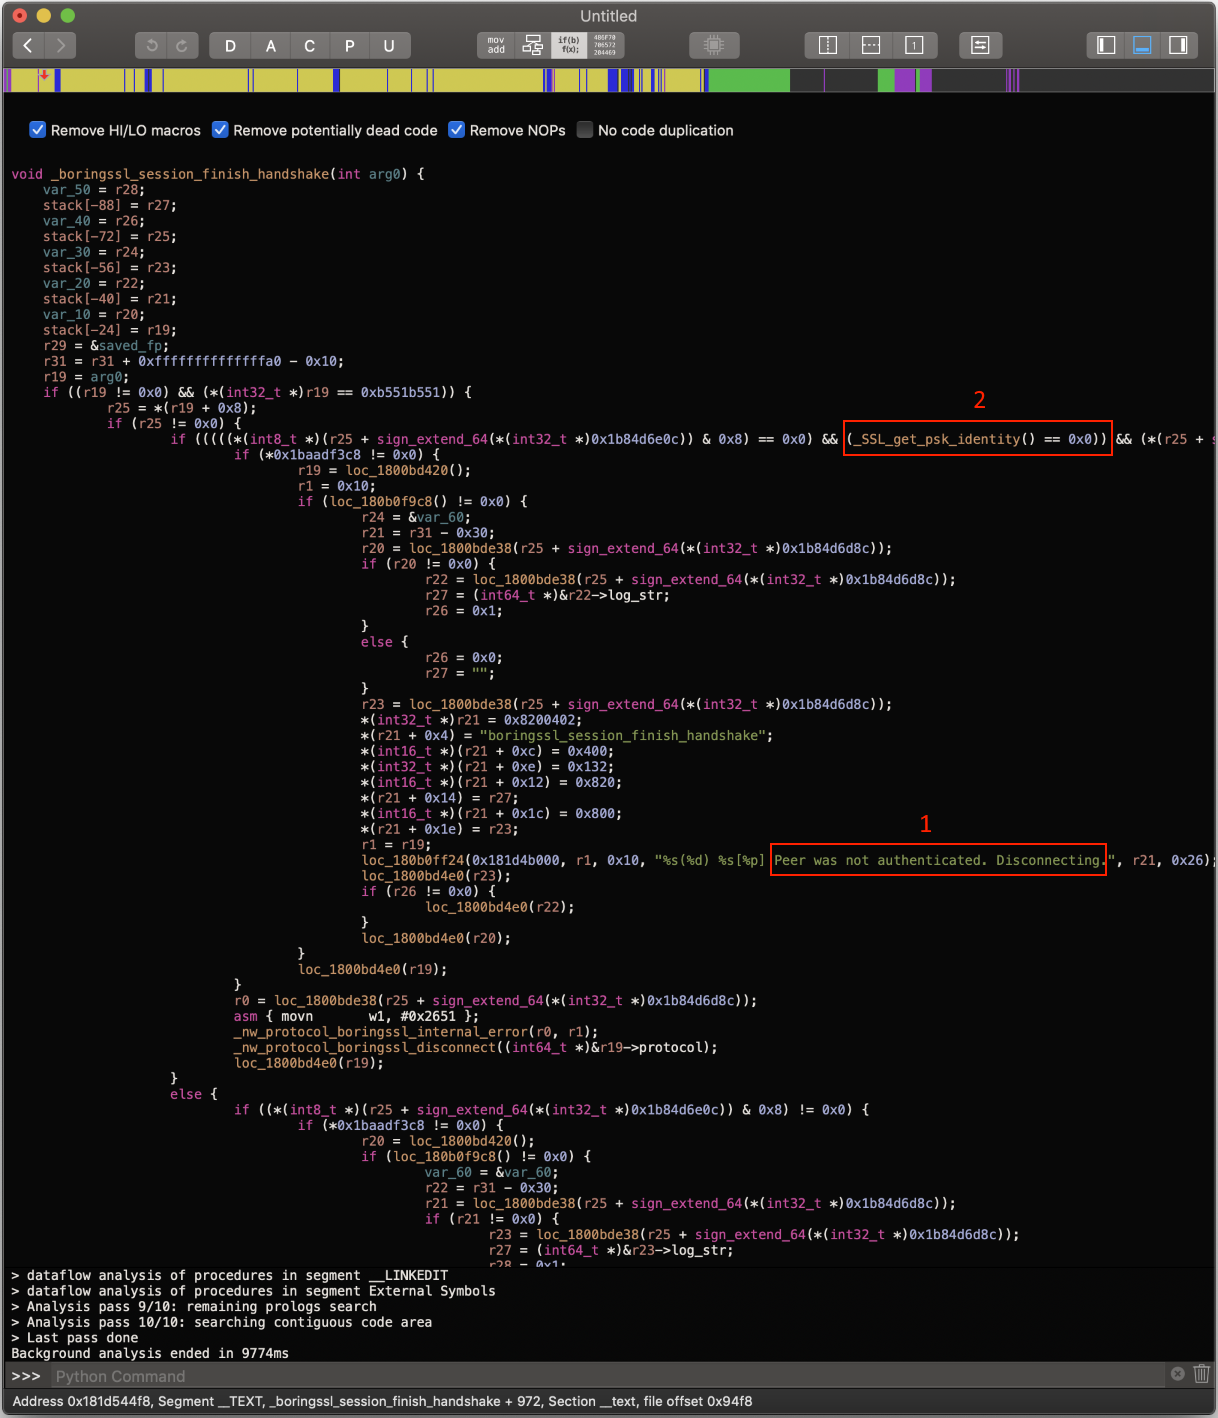 Untitled
D A C P U
mov add
if(b) f(x);
486F70 706572 204469
1
Remove HI/LO macros Remove potentially dead code Remove NOPs No code duplication
void _boringssl_session_finish_handshake(int arg0) {
var_50 = r28;
stack[-88] = r27;
var_40 = r26;
stack[-72] = r25;
var_30 = r24;
stack[-56] = r23;
var_20 = r22;
stack[-40] = r21;
var_10 = r20;
stack[-24] = r19;
r29 = &saved_fp;
r31 = r31 + 0xffffffffffffffa0 - 0x10;
r19 = arg0;
if ((r19 != 0x0) && (*(int32_t *)r19 == 0xb551b551)) {
r25 = *(r19 + 0x8);
2
if (r25 != 0x0) {
if (((((*(int8_t *)(r25 + sign_extend_64(*(int32_t *)0x1b84d6e0c)) & 0x8) == 0x0) && (_SSL_get_psk_identity() == 0x0)) && (*(r25 + s
if (*0x1baadf3c8 != 0x0) {
r19 = loc_1800bd420();
r1 = 0x10;
if (loc_180b0f9c8() != 0x0) {
r24 = &var_60;
r21 = r31 - 0x30;
r20 = loc_1800bde38(r25 + sign_extend_64(*(int32_t *)0x1b84d6d8c));
if (r20 != 0x0) {
r22 = loc_1800bde38(r25 + sign_extend_64(*(int32_t *)0x1b84d6d8c));
r27 = (int64_t *)&r22->log_str;
r26 = 0x1;
}
else {
r26 = 0x0;
r27 = "";
}
r23 = loc_1800bde38(r25 + sign_extend_64(*(int32_t *)0x1b84d6d8c));
*(int32_t *)r21 = 0x8200402;
*(r21 + 0x4) = "boringssl_session_finish_handshake";
*(int16_t *)(r21 + 0xc) = 0x400;
*(int32_t *)(r21 + 0xe) = 0x132;
*(int16_t *)(r21 + 0x12) = 0x820;
*(r21 + 0x14) = r27;
*(int16_t *)(r21 + 0x1c) = 0x800;
*(r21 + 0x1e) = r23;
1
r1 = r19;
loc_180b0ff24(0x181d4b000, r1, 0x10, "%s(%d) %s[%p] Peer was not authenticated. Disconnecting.", r21, 0x26);
loc_1800bd4e0(r23);
if (r26 != 0x0) {
loc_1800bd4e0(r22);
}
loc_1800bd4e0(r20);
}
loc_1800bd4e0(r19);
}
r0 = loc_1800bde38(r25 + sign_extend_64(*(int32_t *)0x1b84d6d8c));
asm { movn w1, #0x2651 };
_nw_protocol_boringssl_internal_error(r0, r1);
_nw_protocol_boringssl_disconnect((int64_t *)&r19->protocol);
loc_1800bd4e0(r19);
}
else {
if ((*(int8_t *)(r25 + sign_extend_64(*(int32_t *)0x1b84d6e0c)) & 0x8) != 0x0) {
if (*0x1baadf3c8 != 0x0) {
r20 = loc_1800bd420();
if (loc_180b0f9c8() != 0x0) {
var_60 = &var_60;
r22 = r31 - 0x30;
r21 = loc_1800bde38(r25 + sign_extend_64(*(int32_t *)0x1b84d6d8c));
if (r21 != 0x0) {
r23 = loc_1800bde38(r25 + sign_extend_64(*(int32_t *)0x1b84d6d8c));
r27 = (int64_t *)&r23->log_str;
r28 = 0x1;
> dataflow analysis of procedures in segment __LINKEDIT
> dataflow analysis of procedures in segment External Symbols
> Analysis pass 9/10: remaining prologs search
> Analysis pass 10/10: searching contiguous code area
> Last pass done
Background analysis ended in 9774ms
>>> Python Command
Address 0x181d544f8, Segment __TEXT, _boringssl_session_finish_handshake + 972, Section __text, file offset 0x94f8